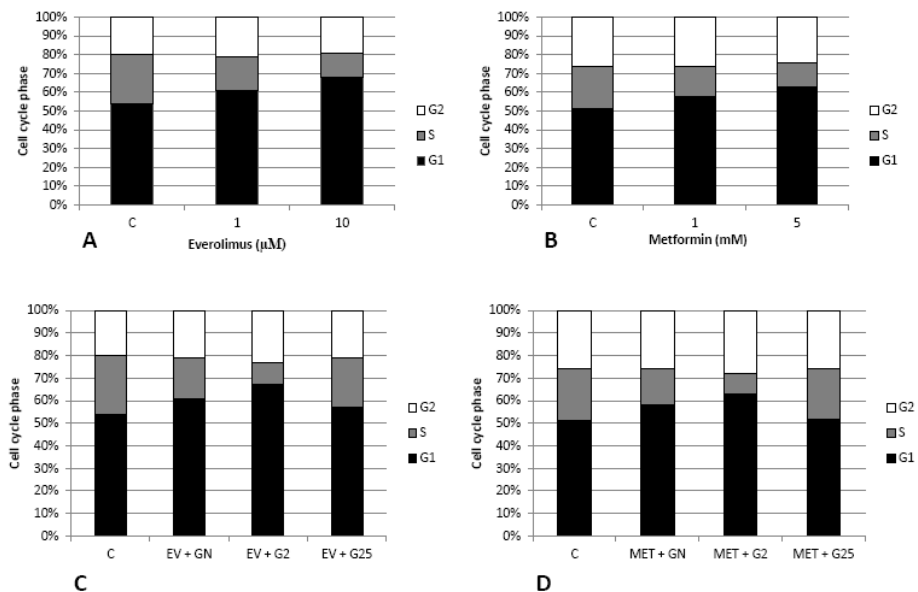 100%
90%
80%
70%
60%
50%
40%
30%
20%
10%
0%
Cell cycle phase
C 1 10
Everolimus (µM)
G2
S
G1
A
100%
90%
80%
70%
60%
50%
40%
30%
20%
10%
0%
Cell cycle phase
C 1 5
Metformin (mM)
G2
S
G1
B
100%
90%
80%
70%
60%
50%
40%
30%
20%
10%
0%
Cell cycle phase
C EV + GN EV + G2 EV + G25
G2
S
G1
C
100%
90%
80%
70%
60%
50%
40%
30%
20%
10%
0%
Cell cycle phase
C MET + GN MET + G2 MET + G25
G2
S
G1
D